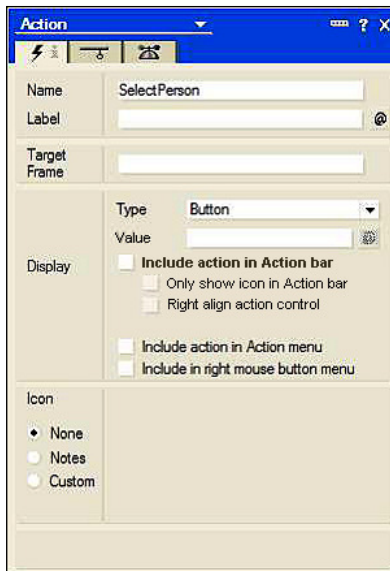 Action
?
Name
SelectPerson
Label
@
Target
Frame
Type
Button
Value
Display
Include action in Action bar
Only show icon in Action bar
Right align action control
Include action in Action menu
Include in right mouse button menu
Icon
None
Notes
Custom